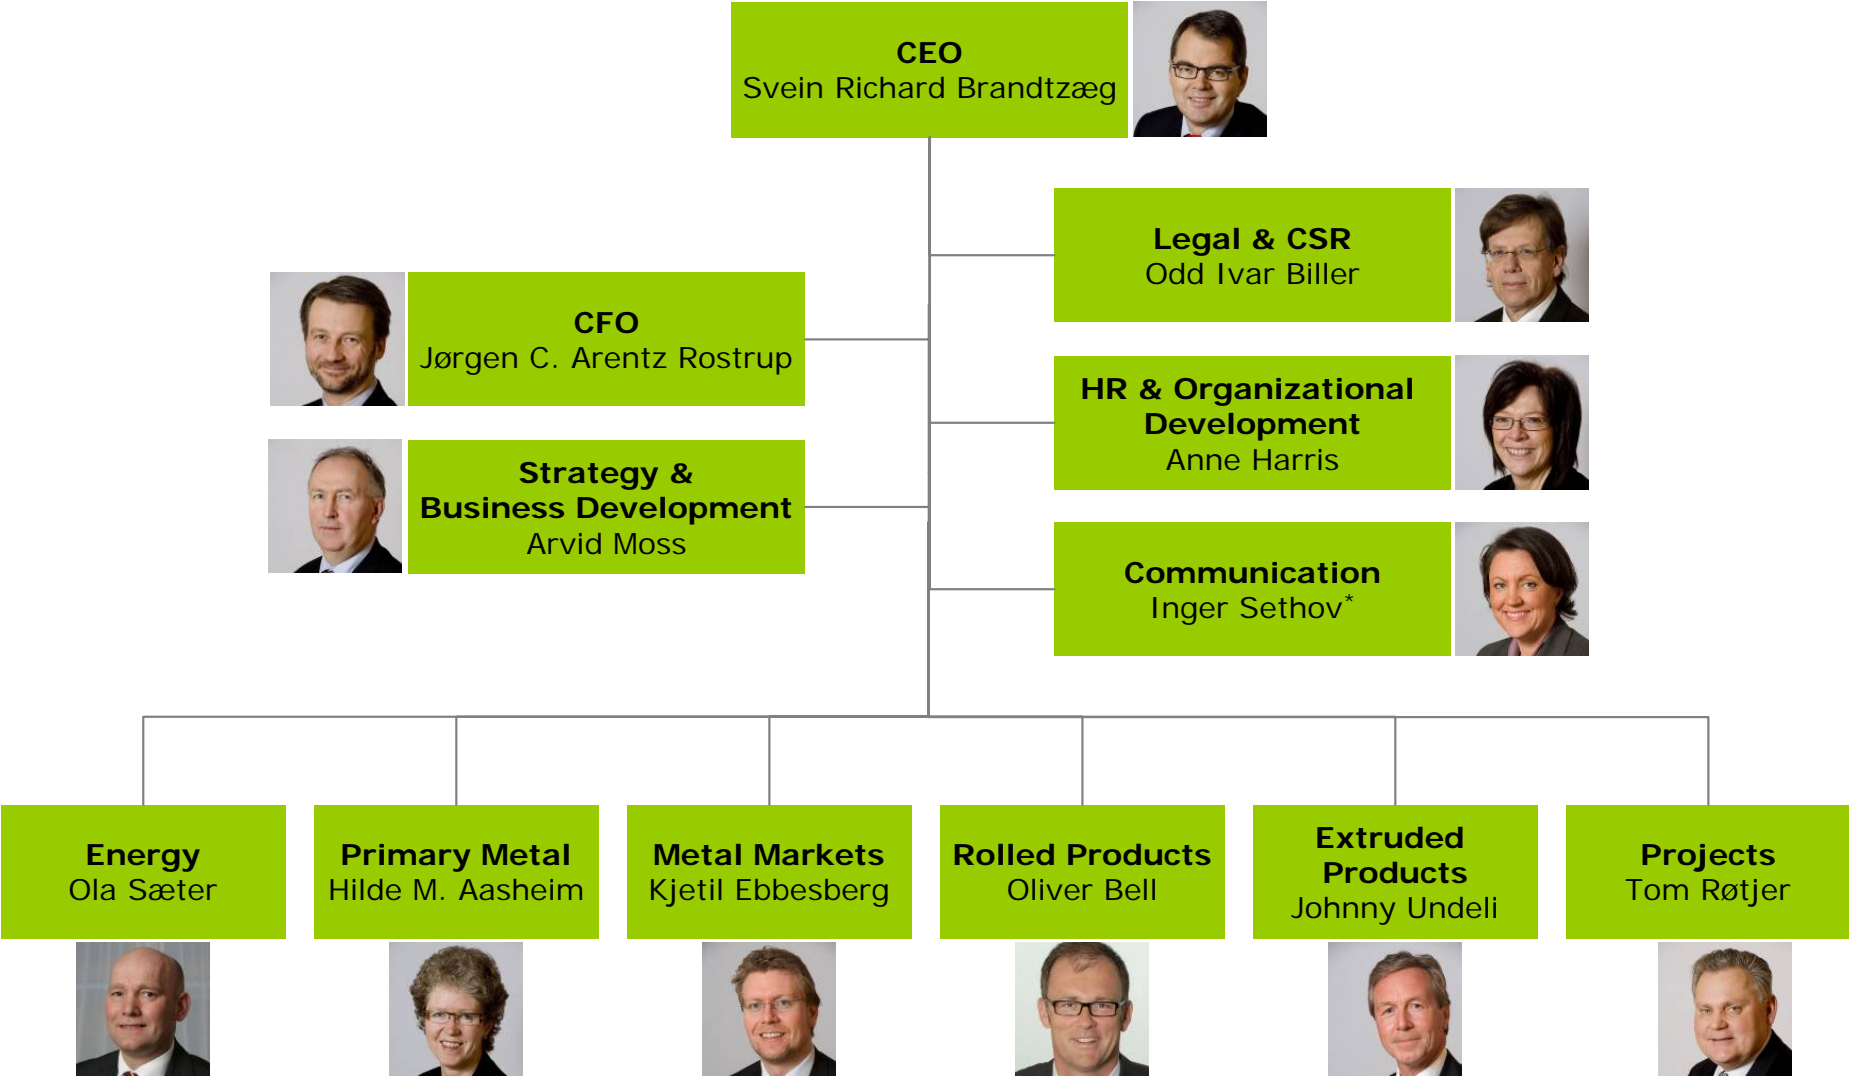 CEO
Svein Richard Brandtzæg
Legal & CSR
Odd Ivar Biller
CFO
Jørgen C. Arentz Rostrup
HR & Organizational
Development
Anne Harris
Strategy &
Business Development
Arvid Moss
Communication
Inger Sethov*
Energy
Ola Sæter
Primary Metal
Hilde M. Aasheim
Metal Markets
Kjetil Ebbesberg
Rolled Products
Oliver Bell
Extruded
Products
Johnny Undeli
Projects
Tom Røtjer